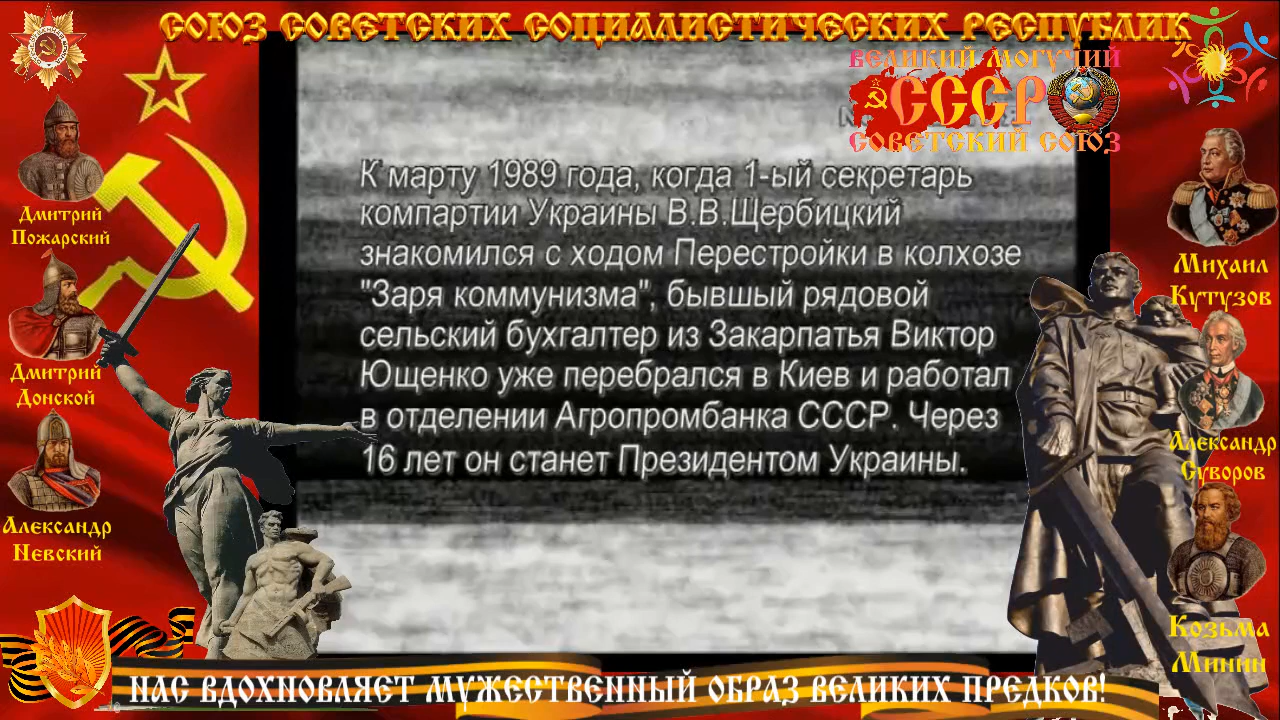 СОЮЗ СОВЕТСКИХ СОЦИАЛИСТИЧЕСКИХ РЕСПУБЛИК
ВЕЛИКИЙ МОГУЧИЙ
СССР
СОВЕТСКИЙ СОЮЗ
Дмитрий
Пожарский
Дмитрий
Донской
Александр
Невский
К марту 1989 года, когда 1-ый секретарь
компартии Украины В.В.Щербицкий
знакомился с ходом Перестройки в колхозе
"Заря коммунизма", бывшый рядовой
сельский бухгалтер из Закарпатья Виктор
Ющенко уже перебрался в Киев и работал
в отделении Агропромбанка СССР. Через
16 лет он станет Президентом Украины.
Михаил
Кутузов
Александр
Суворов
Козьма
Минин
НАС ВДОХНОВЛЯЕТ МУЖЕСТВЕННЫЙ ОБРАЗ ВЕЛИКИХ ПРЕДКОВ!